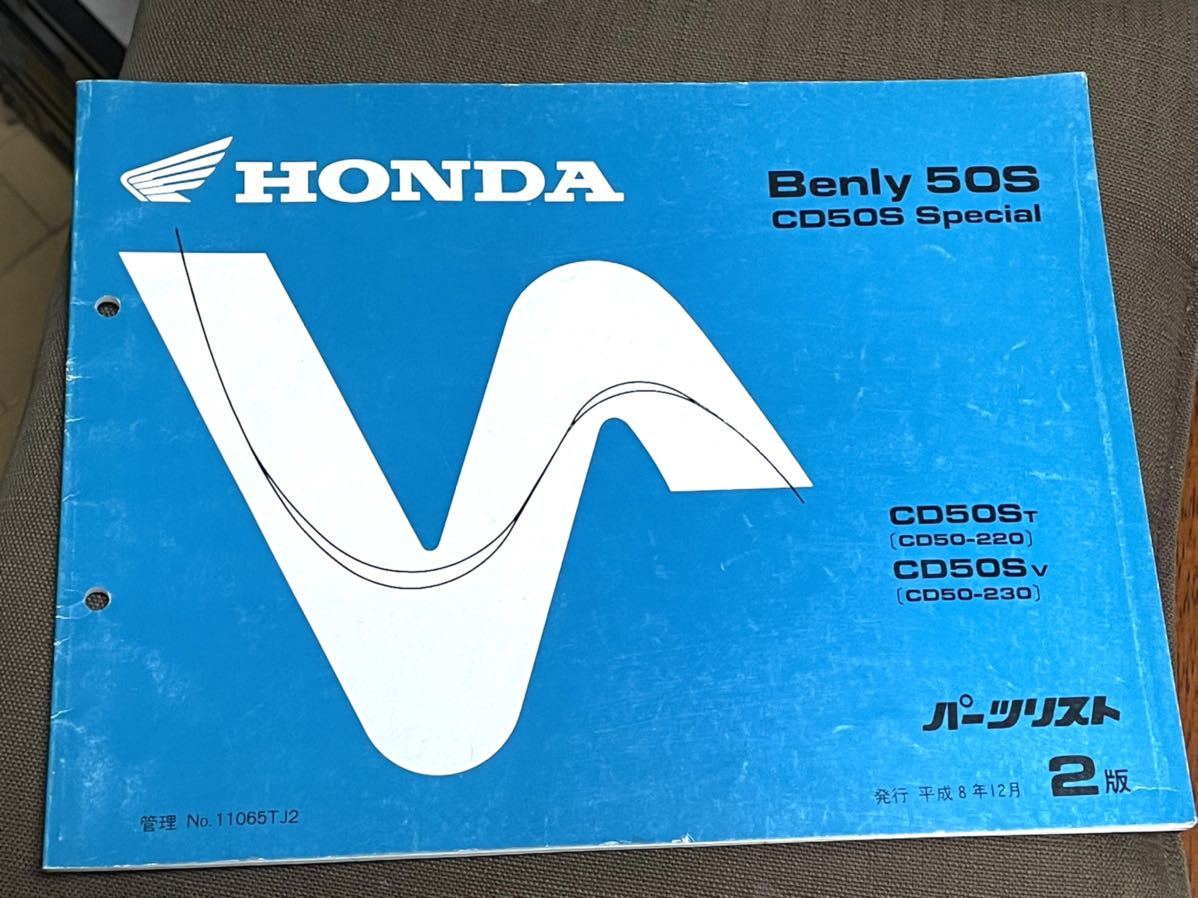 HONDA
Benly 50S
CD50S Special
CD50ST
[CD50-220]
CD50SV
[CD50-230]
パーツリスト
発行 平成8年12月 2版
管理 No.11065TJ2